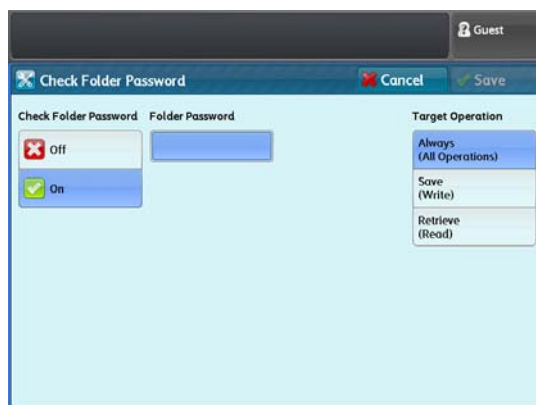 Guest
Check Folder Password
Cancel
Save
Check Folder Password
Folder Password
Target Operation
Off
On
Always
(All Operations)
Save
(Write)
Retrieve
(Read)